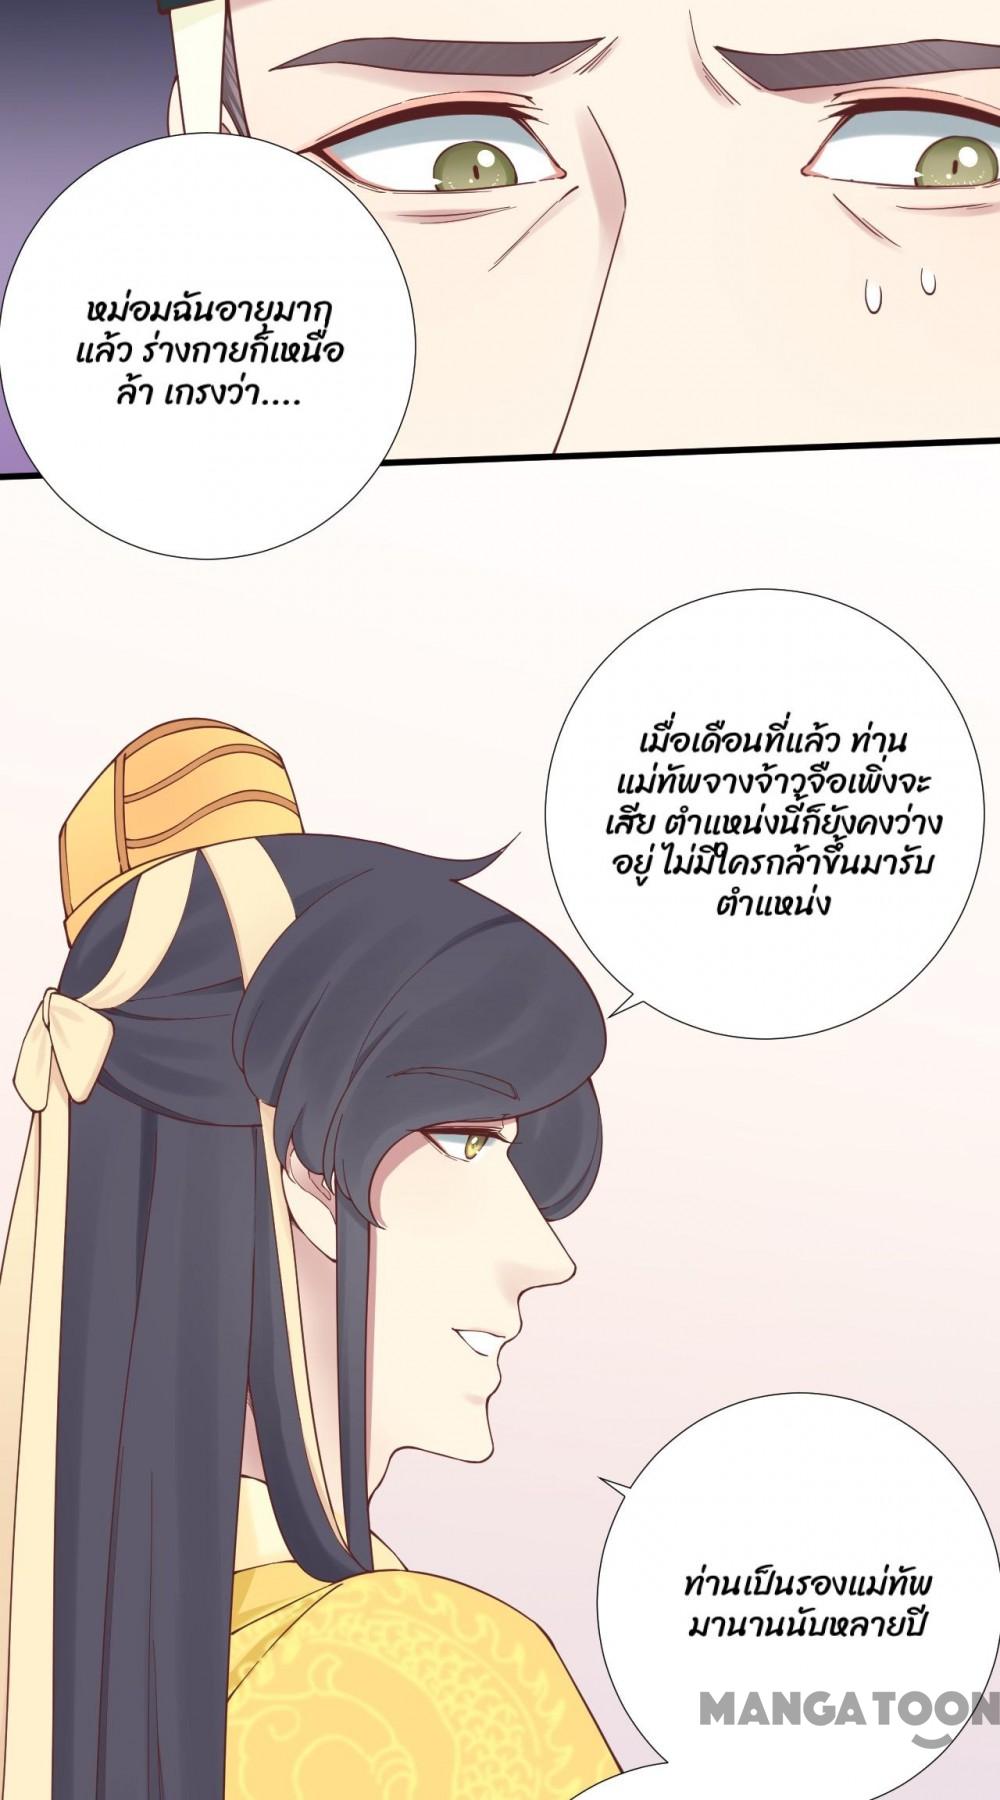 หม่อมฉันอายุมาก
แล้ว ร่างกายก็เหนื่อ
ล้า เกรงว่า....
เมื่อเดือนที่แล้ว ท่าน
แม่ทัพจางจ้าวจือเพิ่งจะ
เสีย ตำแหน่งนี้ก็ยังคงว่าง
อยู่ ไม่มีใครกล้าขึ้นมารับ
ตำแหน่ง
ท่านเป็นรองแม่ทัพ
มานานนับหลายปี
MANGATOON